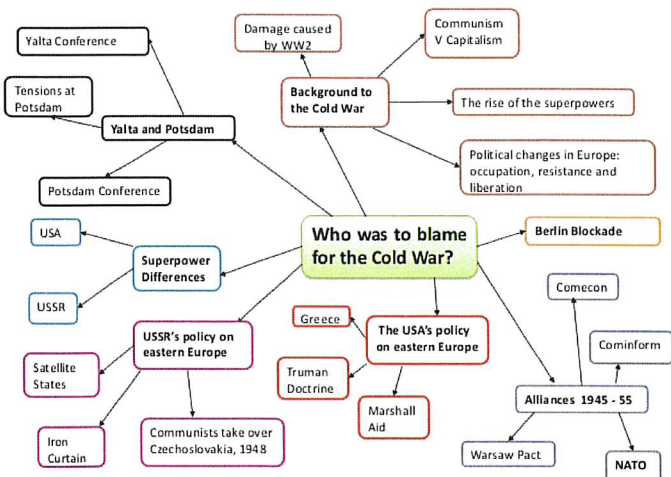 Yalta Conference
Tensions at
Potsdam
Yalta and Potsdam
Potsdam Conference
Damage caused
by WW2
Communism
V Capitalism
Background to
the Cold War
The rise of the superpowers
Political changes in Europe:
occupation, resistance and
liberation
Who was to blame
for the Cold War?
USA
Superpower
Differences
USSR
Berlin Blockade
USSR's policy on
eastern Europe
Satellite
States
Iron
Curtain
Communists take over
Czechoslovakia, 1948
Greece
The USA's policy
on eastern Europe
Truman
Doctrine
Marshall
Aid
Comecon
Cominform
Alliances 1945 - 55
Warsaw Pact
NATO